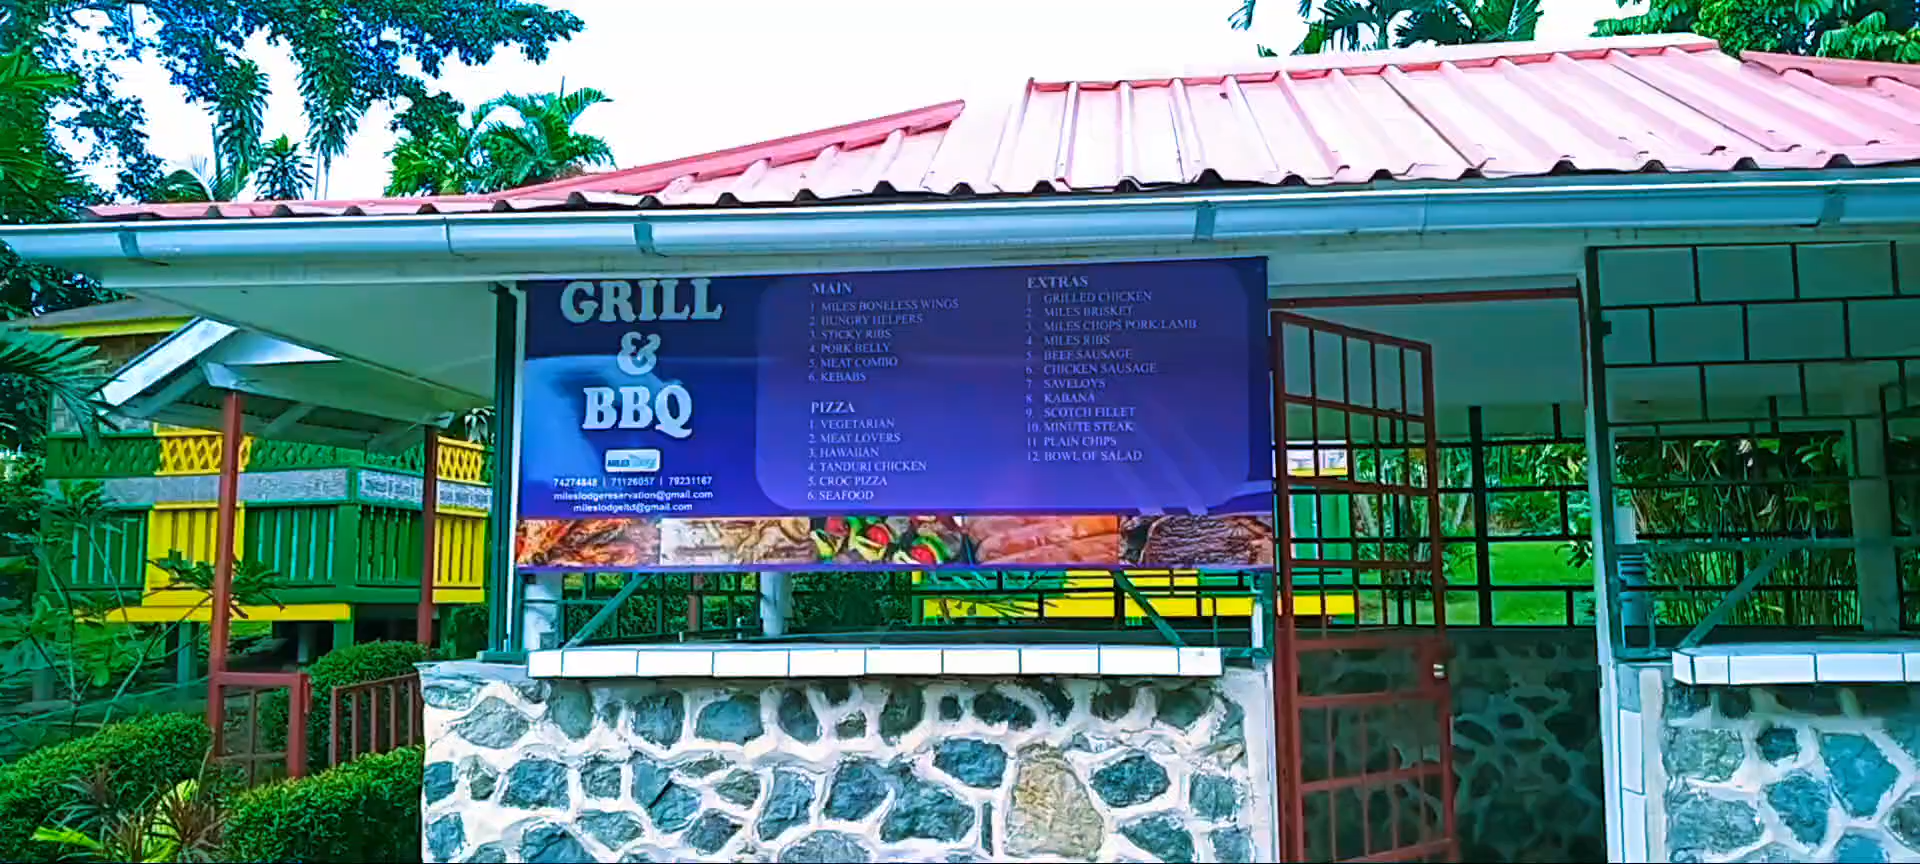 GRILL
&
BBQ
MILES
74274848 | 71126057 | 79231167
mileslodgereservation@gmail.com
mileslodgeltd@gmail.com
MAIN
1. MILES BONELESS WINGS
2. HUNGRY HELPERS
3. STICKY RIBS
4. PORK BELLY
5. MEAT COMBO
6. KEBABS
PIZZA
1. VEGETARIAN
2. MEAT LOVERS
3. HAWAIIAN
4. TANDURI CHICKEN
5. CROC PIZZA
6. SEAFOOD
EXTRAS
1. GRILLED CHICKEN
2. MILES BRISKET
3. MILES CHOPS PORK/LAMB
4. MILES RIBS
5. BEEF SAUSAGE
6. CHICKEN SAUSAGE
7. SAVELOYS
8. KABANA
9. SCOTCH FILLET
10. MINUTE STEAK
11. PLAIN CHIPS
12. BOWL OF SALAD